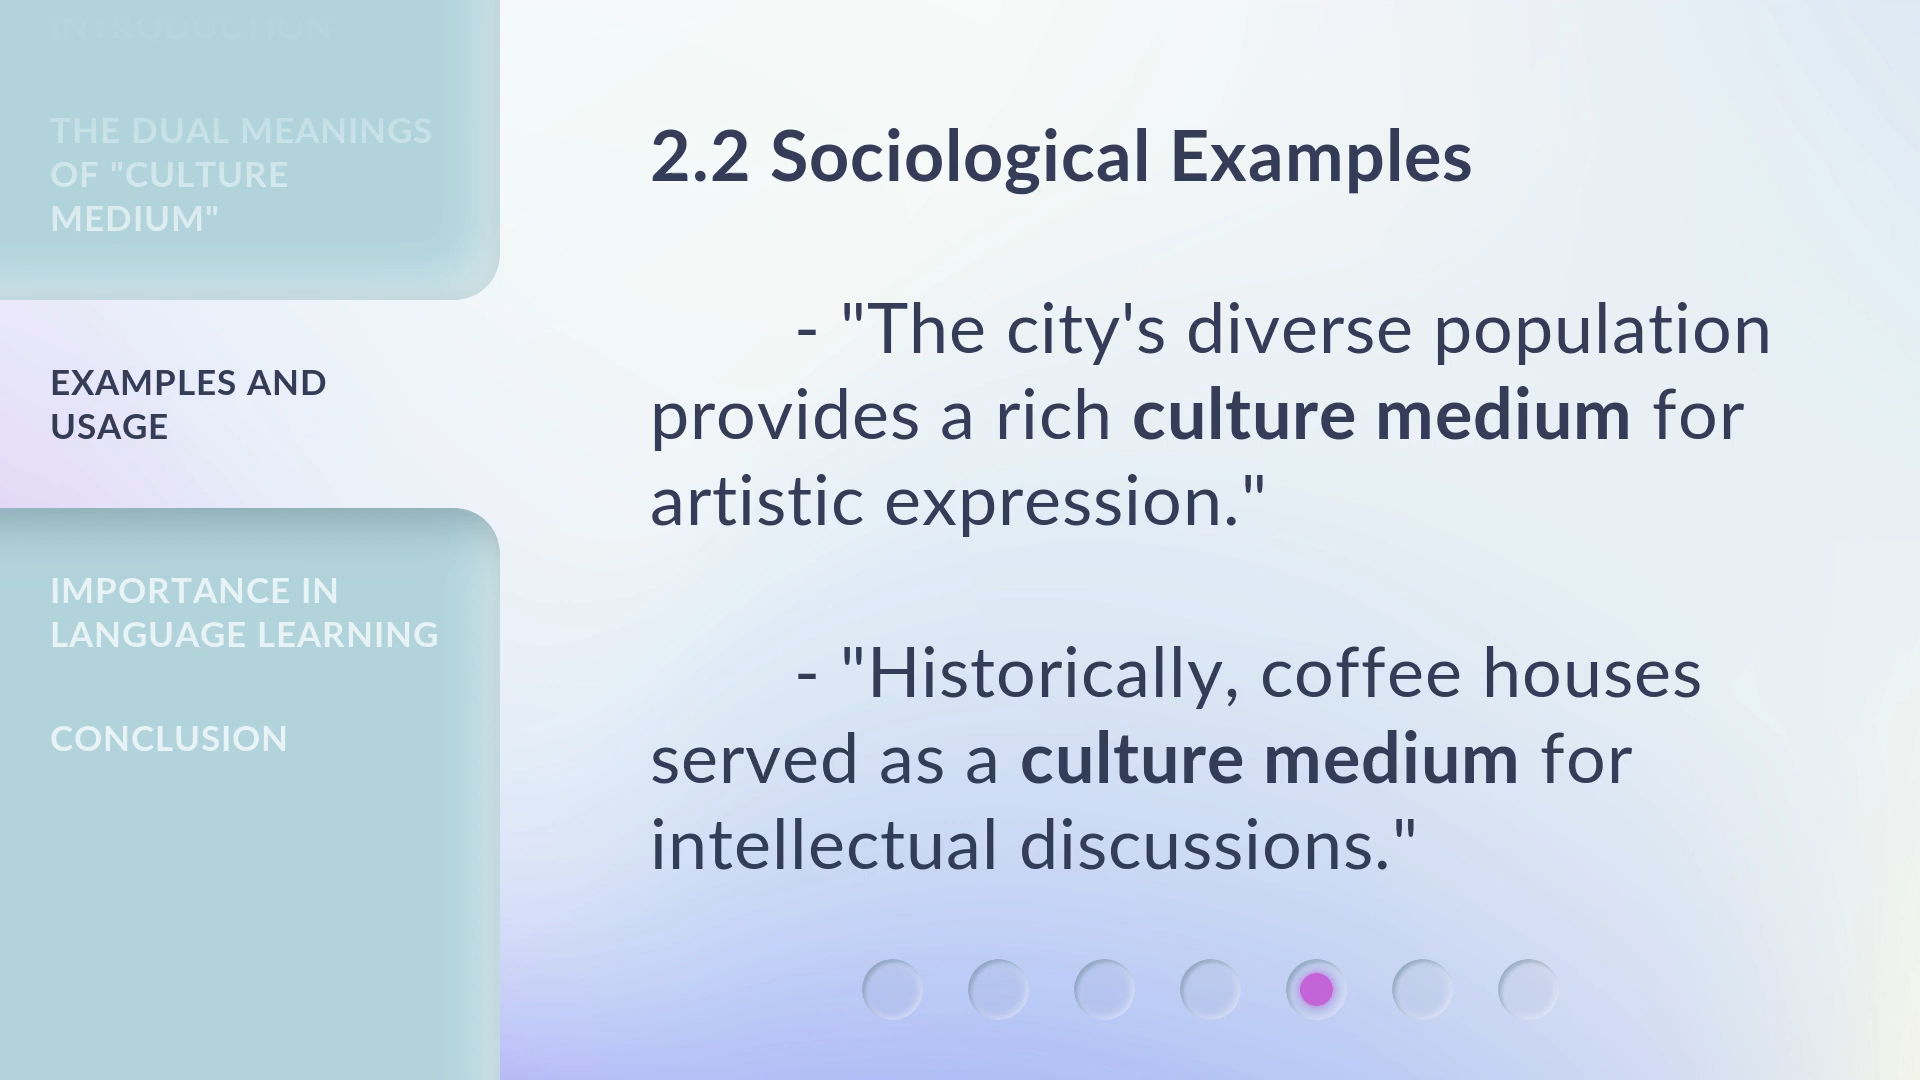 INTRODUCTION
THE DUAL MEANINGS
OF "CULTURE
MEDIUM"
EXAMPLES AND
USAGE
IMPORTANCE IN
LANGUAGE LEARNING
CONCLUSION
2.2 Sociological Examples
- "The city's diverse population
provides a rich culture medium for
artistic expression."
- "Historically, coffee houses
served as a culture medium for
intellectual discussions."